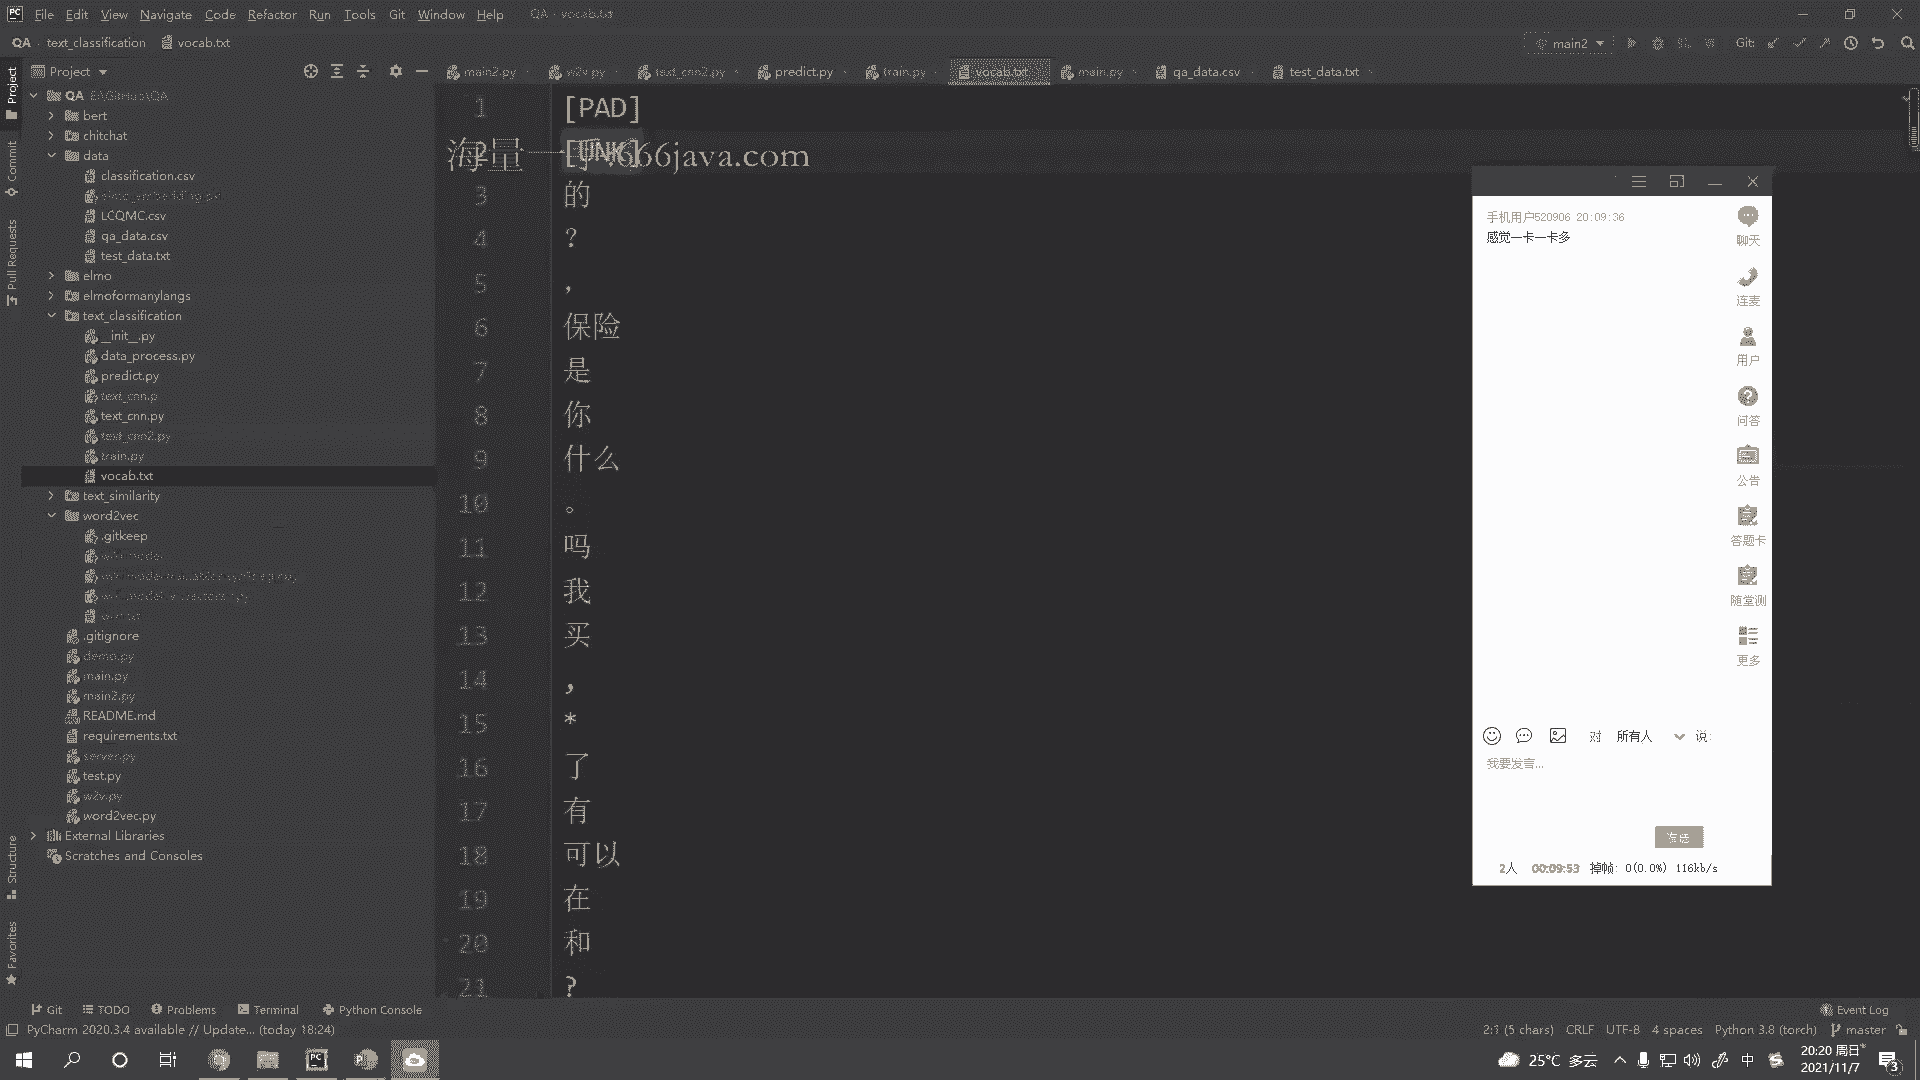 File Edit View Navigate Code Refactor Run Tools Git Window Help QA - vocab.txt
QA text_classification vocab.txt
main2
Git:
Project
main2.py
w2v.py
text_cnn2.py
predict.py
train.py
vocab.txt
main.py
qa_data.csv
test_data.txt
Project
Commit
Pull Requests
Structure
Favorites
QA E:\GitHub\QA
bert
chitchat
data
classification.csv
LCQMC.csv
qa_data.csv
test_data.txt
elmo
elmoformanylangs
text_classification
__init__.py
data_process.py
predict.py
text_cnn.p
text_cnn.py
text_cnn2.py
train.py
vocab.txt
text_similarity
word2vec
.gitkeep
.gitignore
demo.py
main.py
main2.py
README.md
requirements.txt
server.py
test.py
w2v.py
word2vec.py
External Libraries
Scratches and Consoles
1 [PAD]
2 [UNK]
海量 666java.com
3 的
4 ？
5 ，
6 保险
7 是
8 你
9 什么
10 。
11 吗
12 我
13 买
14 ,
15 *
16 了
17 有
18 可以
19 在
20 和
21 ?
手机用户520906 20:09:36
感觉一卡一卡多
聊天
连麦
用户
问答
公告
答题卡
随堂测
更多
对 所有人 说:
我要发言...
发送
2人 00:09:53 掉帧: 0(0.0%) 116kb/s
Git TODO Problems Terminal Python Console Event Log
PyCharm 2020.3.4 available // Update... (today 18:24) 2:1 (5 chars) CRLF UTF-8 4 spaces Python 3.8 (torch) master
25°C 多云 中 20:20 周日
2021/11/7
3